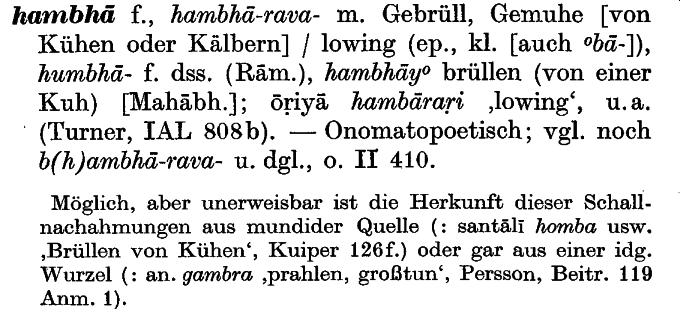 hambhā f., hambhā-rava- m. Gebrüll, Gemuhe [von
Kühen oder Kälbern] / lowing (ep., kl. [auch °bā-]),
humbhā- f. dss. (Rām.), hambhāy° brüllen (von einer
Kuh) [Mahābh.]; ōṛiyā hambāraṛi ‚lowing‘, u. a.
(Turner, IAL 808b). — Onomatopoetisch; vgl. noch
b(h)ambhā-rava- u. dgl., o. II 410.
Möglich, aber unerweisbar ist die Herkunft dieser Schall-
nachahmungen aus mundider Quelle (: santālī homba usw.
‚Brüllen von Kühen‘, Kuiper 126f.) oder gar aus einer idg.
Wurzel (: an. gambra ‚prahlen, großtun‘, Persson, Beitr. 119
Anm. 1).